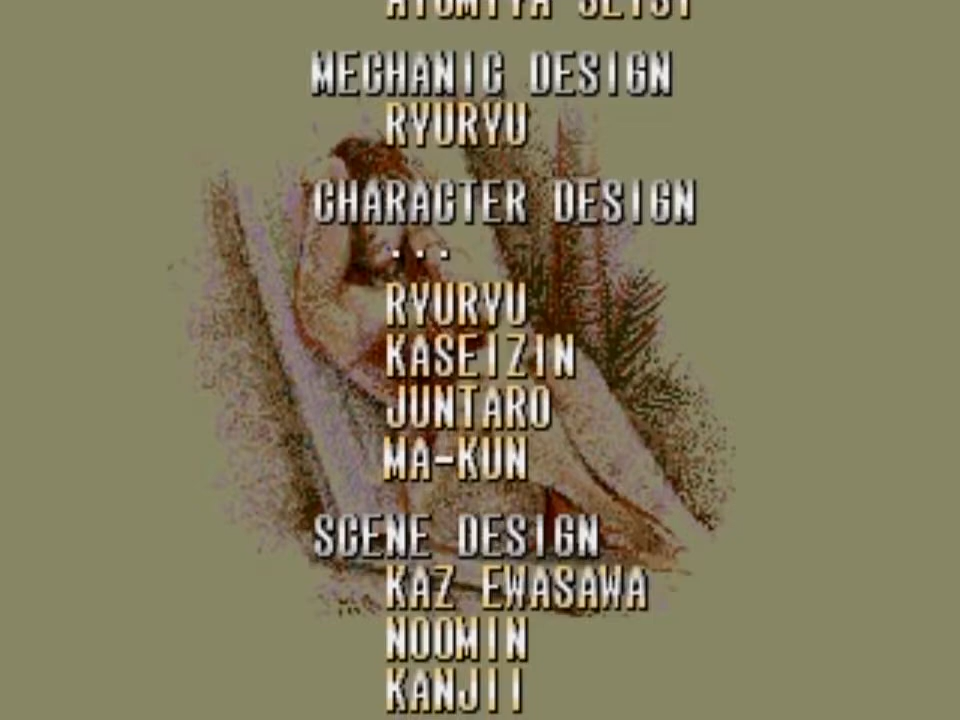 MECHANIC DESIGN
RYURYU
CHARACTER DESIGN
...
RYURYU
KASEIZIN
JUNTARO
MA-KUN
SCENE DESIGN
KAZ EWASAWA
NOOMIN
KANJII